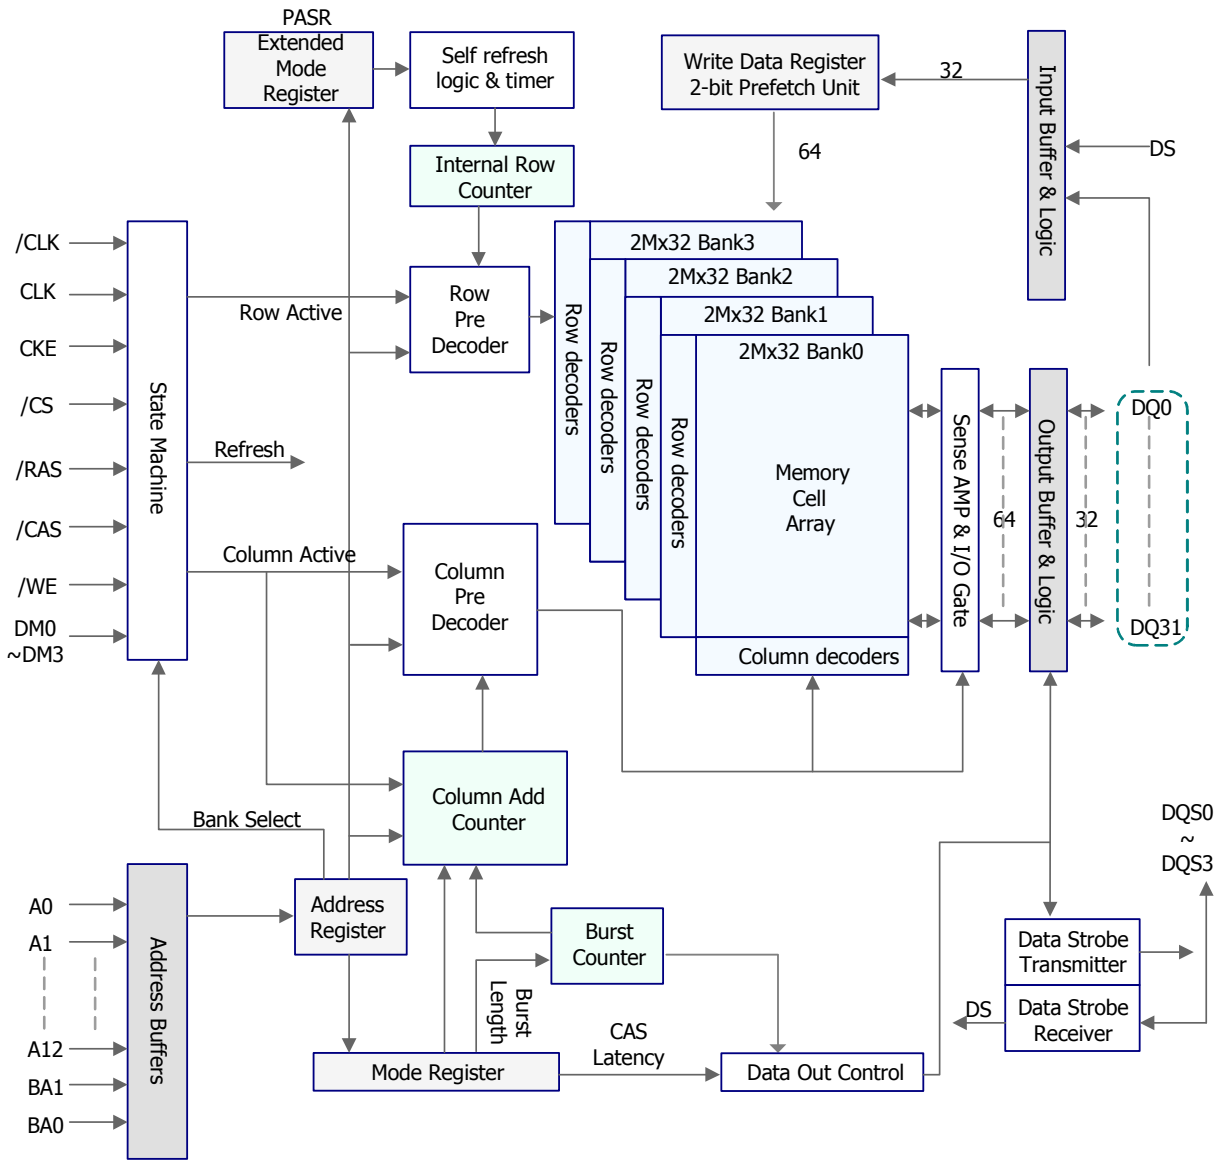 PASR
Extended
Mode
Register
Self refresh
logic & timer
Write Data Register
2-bit Prefetch Unit
32
Input Buffer & Logic
DS
64
Internal Row
Counter
/CLK
CLK
CKE
/CS
/RAS
/CAS
/WE
DM0
~DM3
State Machine
Row Active
Refresh
Column Active
Row
Pre
Decoder
Row decoders
Row decoders
Row decoders
Row decoders
2Mx32 Bank3
2Mx32 Bank2
2Mx32 Bank1
2Mx32 Bank0
Memory
Cell
Array
Column decoders
Sense AMP & I/O Gate
64
Output Buffer & Logic
32
DQ0
DQ31
Column
Pre
Decoder
Column Add
Counter
Bank Select
DQS0
~
DQS3
A0
A1
A12
BA1
BA0
Address Buffers
Address
Register
Burst
Counter
Burst
Length
CAS
Latency
Mode Register
Data Out Control
Data Strobe
Transmitter
DS
Data Strobe
Receiver